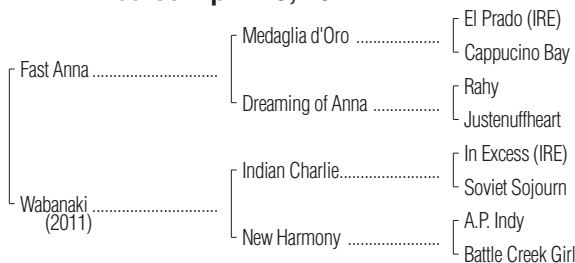 El Prado (IRE)
Medaglia d'Oro
Cappucino Bay
Fast Anna
Rahy
Dreaming of Anna
Justenuffheart
In Excess (IRE)
Indian Charlie
Soviet Sojourn
Wabanaki
(2011)
A.P. Indy
New Harmony
Battle Creek Girl